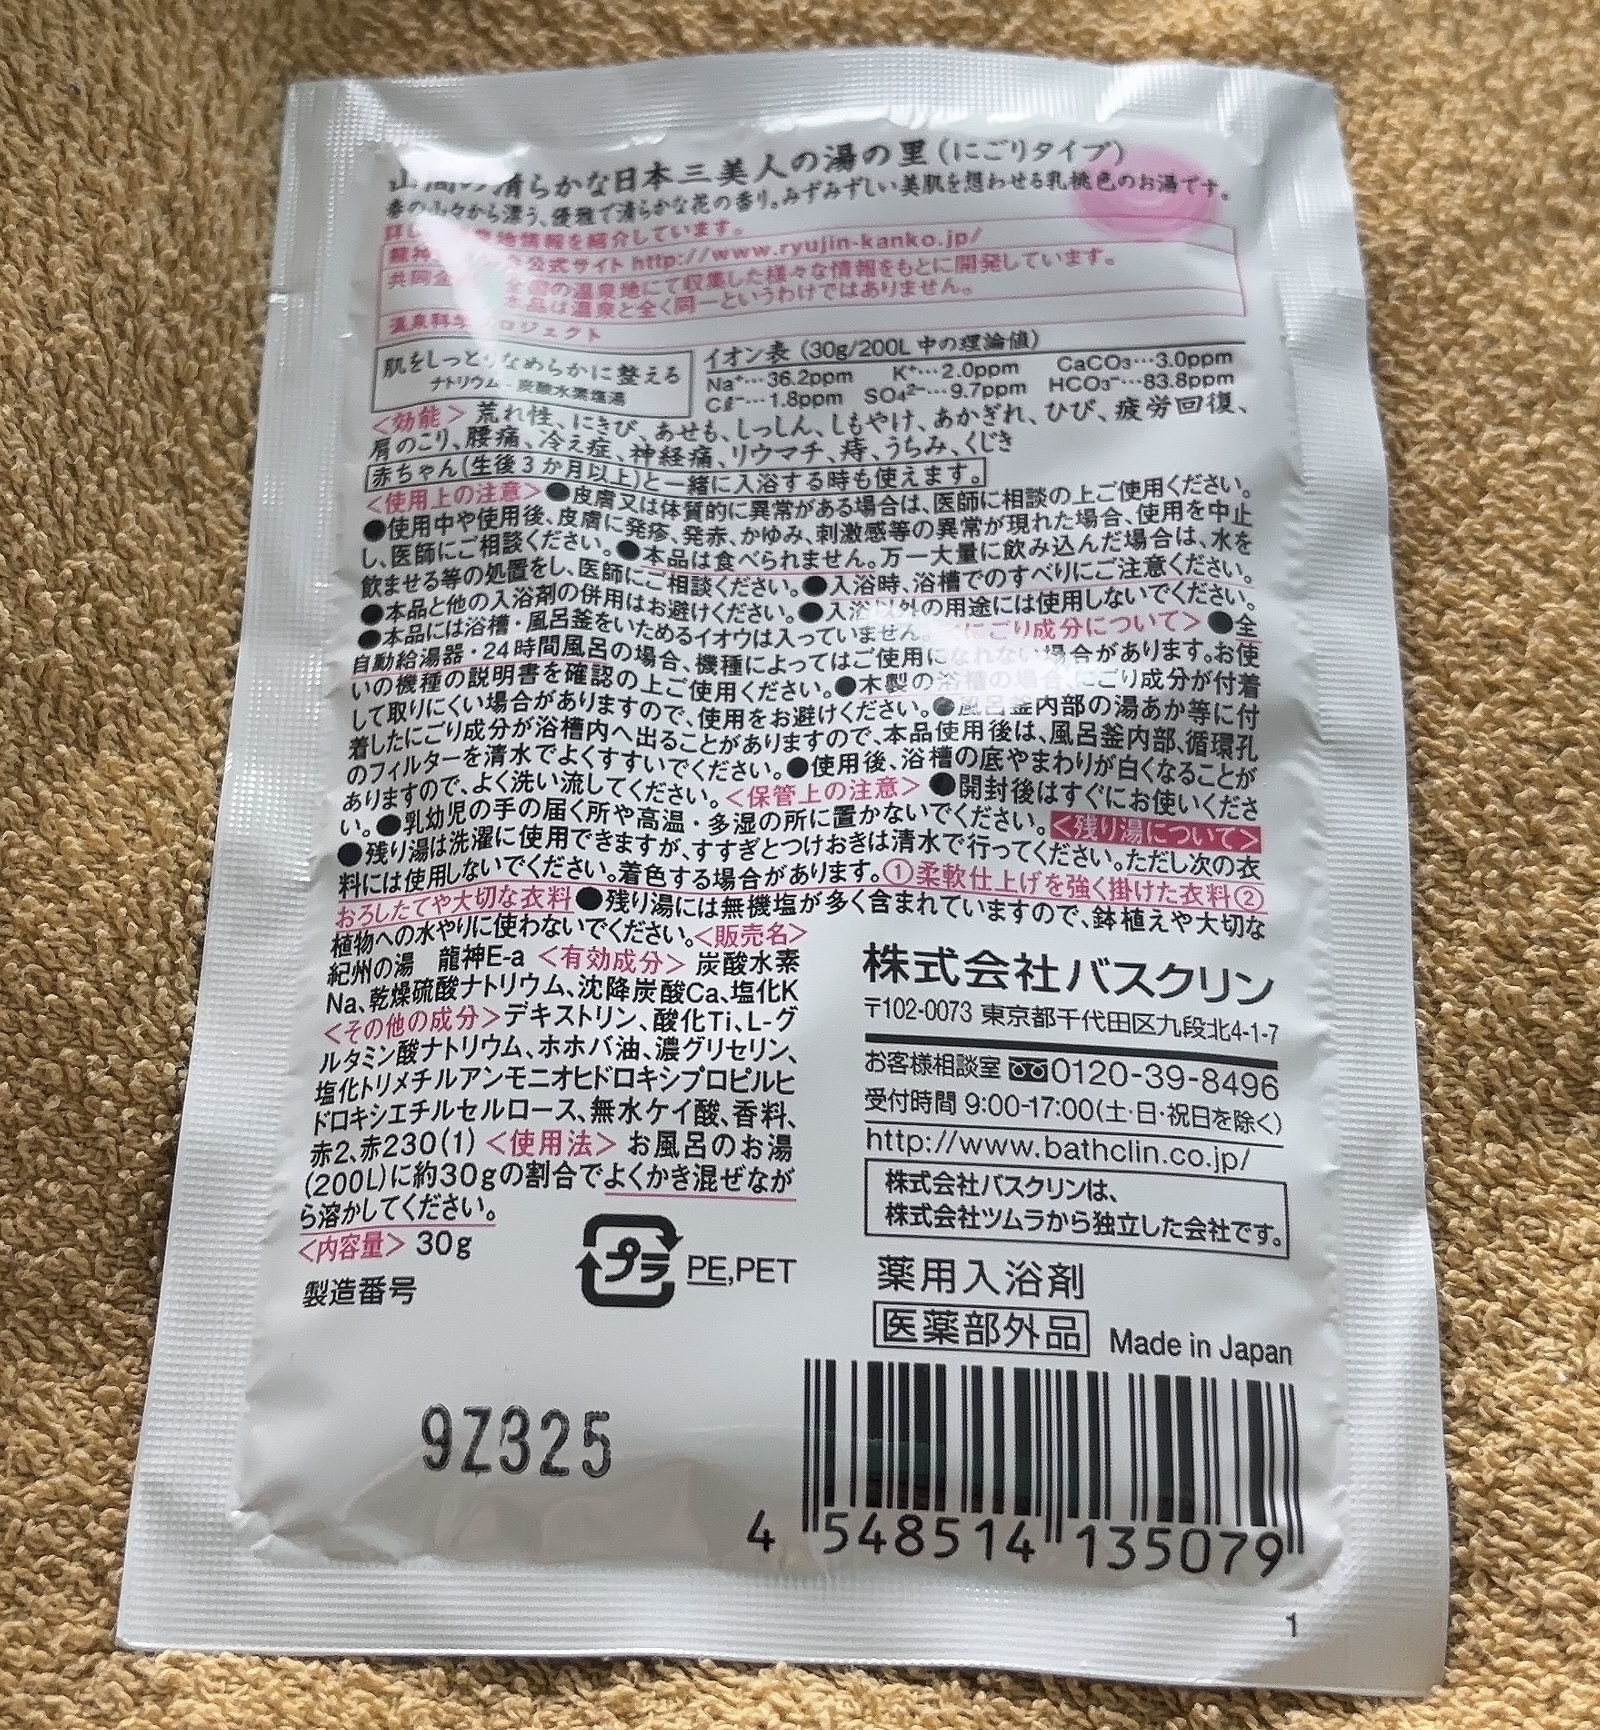 清らかな日本三美人の湯の里(にごりタイプ)
春の山々から漂う、優雅で清らかな花の香り。みずみずしい美肌を想わせる乳桃色のお湯です。
地情報を紹介しています。
公式サイト http://www.ryujin-kanko.jp/
共同企 全国の温泉地にて収集した様々な情報をもとに開発しています。
本品は温泉と全く同一というわけではありません。
温泉科学プロジェクト
肌をしっとりなめらかに整える
ナトリウム-炭酸水素塩湯
イオン表(30g/200L中の理論値)
Na⁺…36.2ppm K⁺…2.0ppm CaCO₃…3.0ppm
Cℓ⁻…1.8ppm SO₄²⁻…9.7ppm HCO₃⁻…83.8ppm
<効能>荒れ性、にきび、あせも、しっしん、しもやけ、あかぎれ、ひび、疲労回復、
肩のこり、腰痛、冷え症、神経痛、リウマチ、痔、うちみ、くじき
赤ちゃん(生後3か月以上)と一緒に入浴する時も使えます。
<使用上の注意>●皮膚又は体質的に異常がある場合は、医師に相談の上ご使用ください。
●使用中や使用後、皮膚に発疹、発赤、かゆみ、刺激感等の異常が現れた場合、使用を中止
し、医師にご相談ください。●本品は食べられません。万一大量に飲み込んだ場合は、水を
飲ませる等の処置をし、医師にご相談ください。●入浴時、浴槽でのすべりにご注意ください。
●本品と他の入浴剤の併用はお避けください。●入浴以外の用途には使用しないでください。
●本品には浴槽・風呂釜をいためるイオウは入っていません。<にごり成分について>●全
自動給湯器・24時間風呂の場合、機種によってはご使用になれない場合があります。お使
いの機種の説明書を確認の上ご使用ください。●木製の浴槽の場合、にごり成分が付着
して取りにくい場合がありますので、使用をお避けください。●風呂釜内部の湯あか等に付
着したにごり成分が浴槽内へ出ることがありますので、本品使用後は、風呂釜内部、循環孔
のフィルターを清水でよくすすいでください。●使用後、浴槽の底やまわりが白くなることが
ありますので、よく洗い流してください。<保管上の注意>●開封後はすぐにお使いくださ
い。●乳幼児の手の届く所や高温・多湿の所に置かないでください。<残り湯について>
●残り湯は洗濯に使用できますが、すすぎとつけおきは清水で行ってください。ただし次の衣
料には使用しないでください。着色する場合があります。①柔軟仕上げを強く掛けた衣料②
おろしたてや大切な衣料●残り湯には無機塩が多く含まれていますので、鉢植えや大切な
植物への水やりに使わないでください。<販売名>
紀州の湯 龍神E-a <有効成分>炭酸水素
Na、乾燥硫酸ナトリウム、沈降炭酸Ca、塩化K
<その他の成分>デキストリン、酸化Ti、L-グ
ルタミン酸ナトリウム、ホホバ油、濃グリセリン、
塩化トリメチルアンモニオヒドロキシプロピルヒ
ドロキシエチルセルロース、無水ケイ酸、香料、
赤2、赤230(1)<使用法>お風呂のお湯
(200L)に約30gの割合でよくかき混ぜなが
ら溶かしてください。
<内容量>30g
製造番号
プラ PE,PET
9Z325
株式会社バスクリン
〒102-0073 東京都千代田区九段北4-1-7
お客様相談室 0120-39-8496
受付時間 9:00-17:00(土・日・祝日を除く)
http://www.bathclin.co.jp/
株式会社バスクリンは、
株式会社ツムラから独立した会社です。
薬用入浴剤
医薬部外品 Made in Japan
4 548514 135079
1